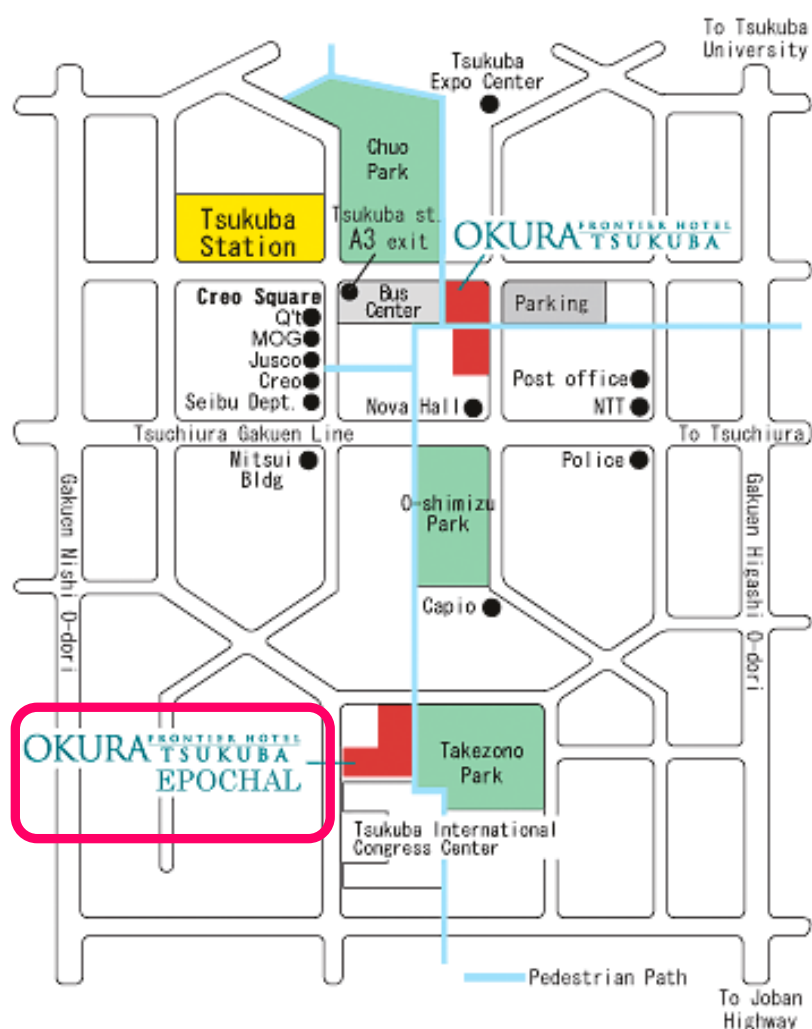 To Tsukuba
University
Tsukuba
Expo Center
Chuo
Park
Tsukuba
Station
Tsukuba st.
A3 exit
OKURA FRONTIER HOTEL
TSUKUBA
Creo Square
Q't
MOG
Jusco
Creo
Seibu Dept.
Bus
Center
Parking
Post office
NTT
Nova Hall
Tsuchiura Gakuen Line
To Tsuchiura
Mitsui
Bldg
Police
Gakuen Nishi O-dori
O-shimizu
Park
Gakuen Higashi O-dori
Capio
OKURA FRONTIER HOTEL
TSUKUBA
EPOCHAL
Takezono
Park
Tsukuba International
Congress Center
Pedestrian Path
To Joban
Highway